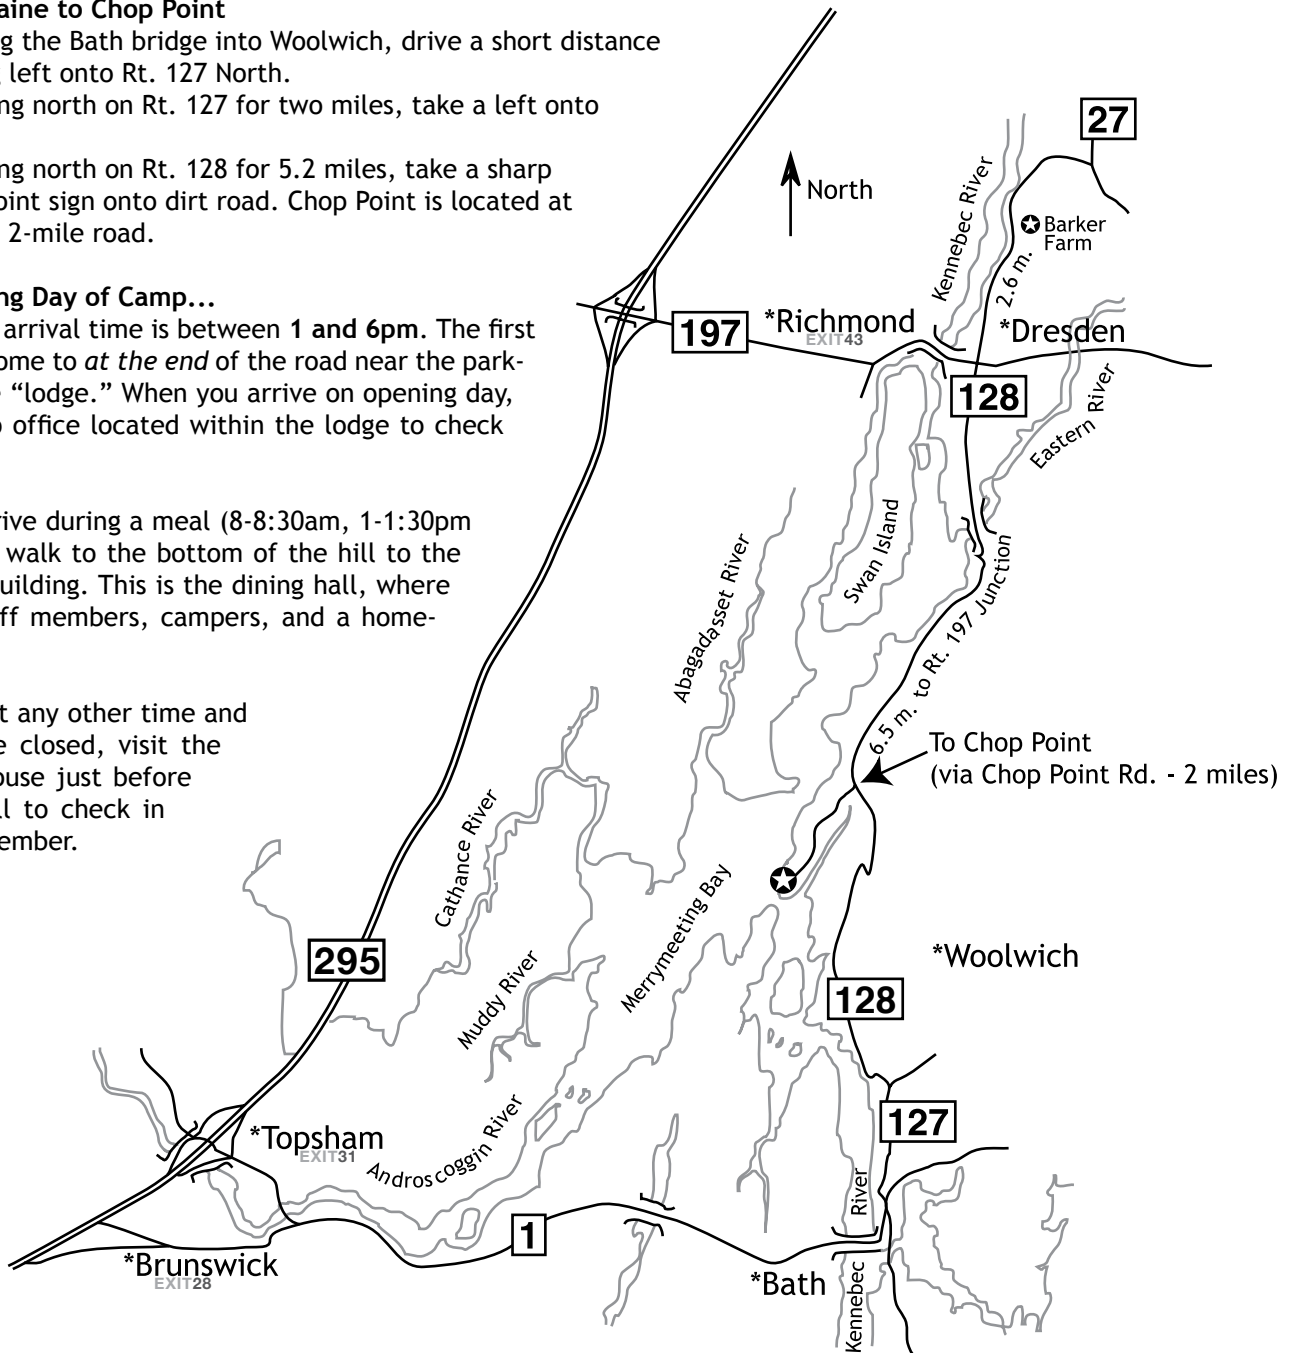 aine to Chop Point
g the Bath bridge into Woolwich, drive a short distance
left onto Rt. 127 North.
ng north on Rt. 127 for two miles, take a left onto
ng north on Rt. 128 for 5.2 miles, take a sharp
oint sign onto dirt road. Chop Point is located at
2-mile road.
ng Day of Camp...
arrival time is between 1 and 6pm. The first
ome to at the end of the road near the park-
e “lodge.” When you arrive on opening day,
o office located within the lodge to check
rive during a meal (8-8:30am, 1-1:30pm
walk to the bottom of the hill to the
uilding. This is the dining hall, where
ff members, campers, and a home-
t any other time and
e closed, visit the
ouse just before
ll to check in
ember.
27
North
Kennebec River
Barker
Farm
2.6 m.
197
*Richmond
EXIT43
*Dresden
128
Eastern River
Swan Island
Abagadasset River
6.5 m. to Rt. 197 Junction
To Chop Point
(via Chop Point Rd. - 2 miles)
Cathance River
Merrymeeting Bay
295
Muddy River
*Woolwich
128
127
*Topsham
EXIT31
Androscoggin River
River
1
*Brunswick
EXIT28
*Bath
Kennebec